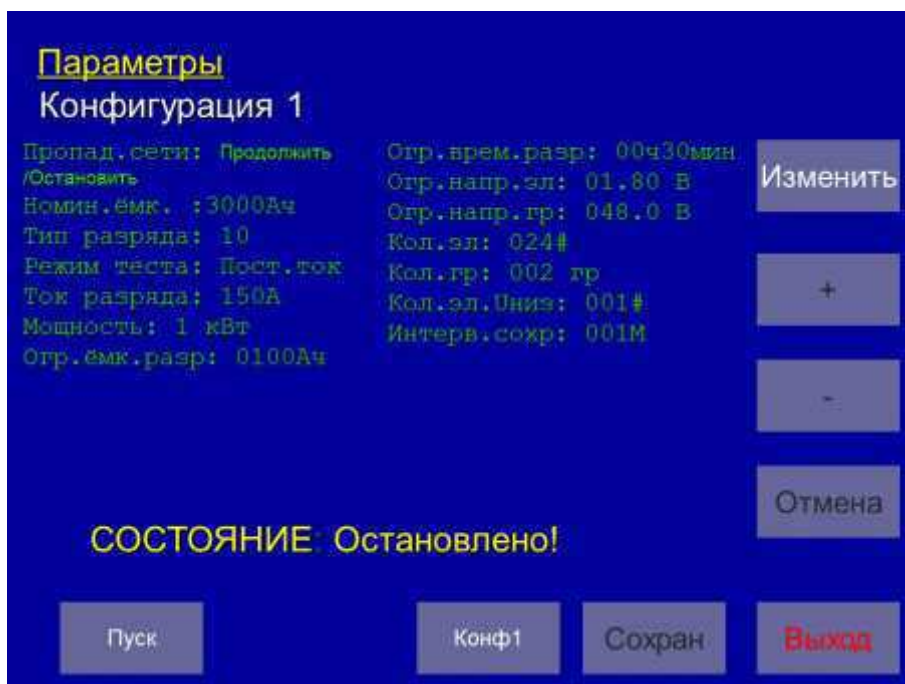 Параметры
Конфигурация 1
Пропад.сети: Продолжить
/Остановить
Номин.ёмк. :3000Ач
Тип разряда: 10
Режим теста: Пост.ток
Ток разряда: 150А
Мощность: 1 кВт
Огр.ёмк.разр: 0100Ач
Огр.врем.разр: 00ч30мин
Огр.напр.эл: 01.80 В
Огр.напр.гр: 048.0 В
Кол.эл: 024#
Кол.гр: 002 гр
Кол.эл.Uниз: 001#
Интерв.сохр: 001М
Изменить
+
-
Отмена
СОСТОЯНИЕ: Остановлено!
Пуск
Конф1
Сохран
Выход